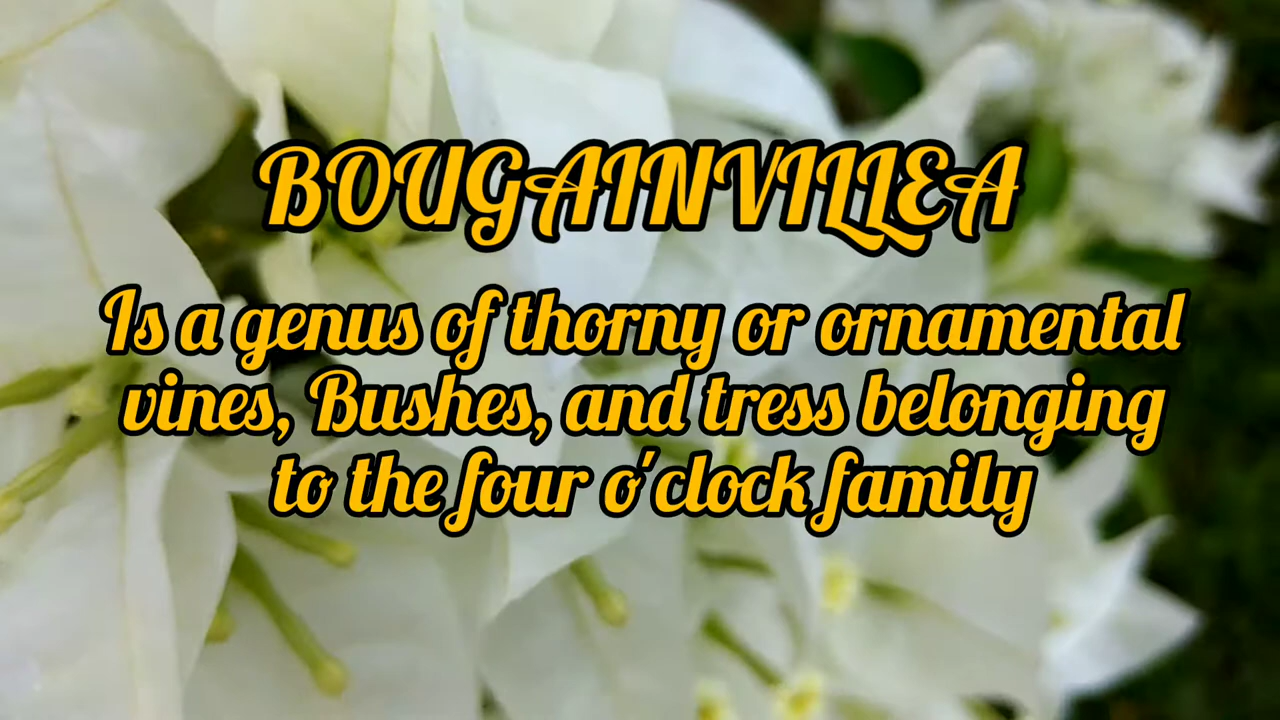 BOUGAINVILLEA
Is a genus of thorny or ornamental
vines, Bushes, and tress belonging
to the four o'clock family